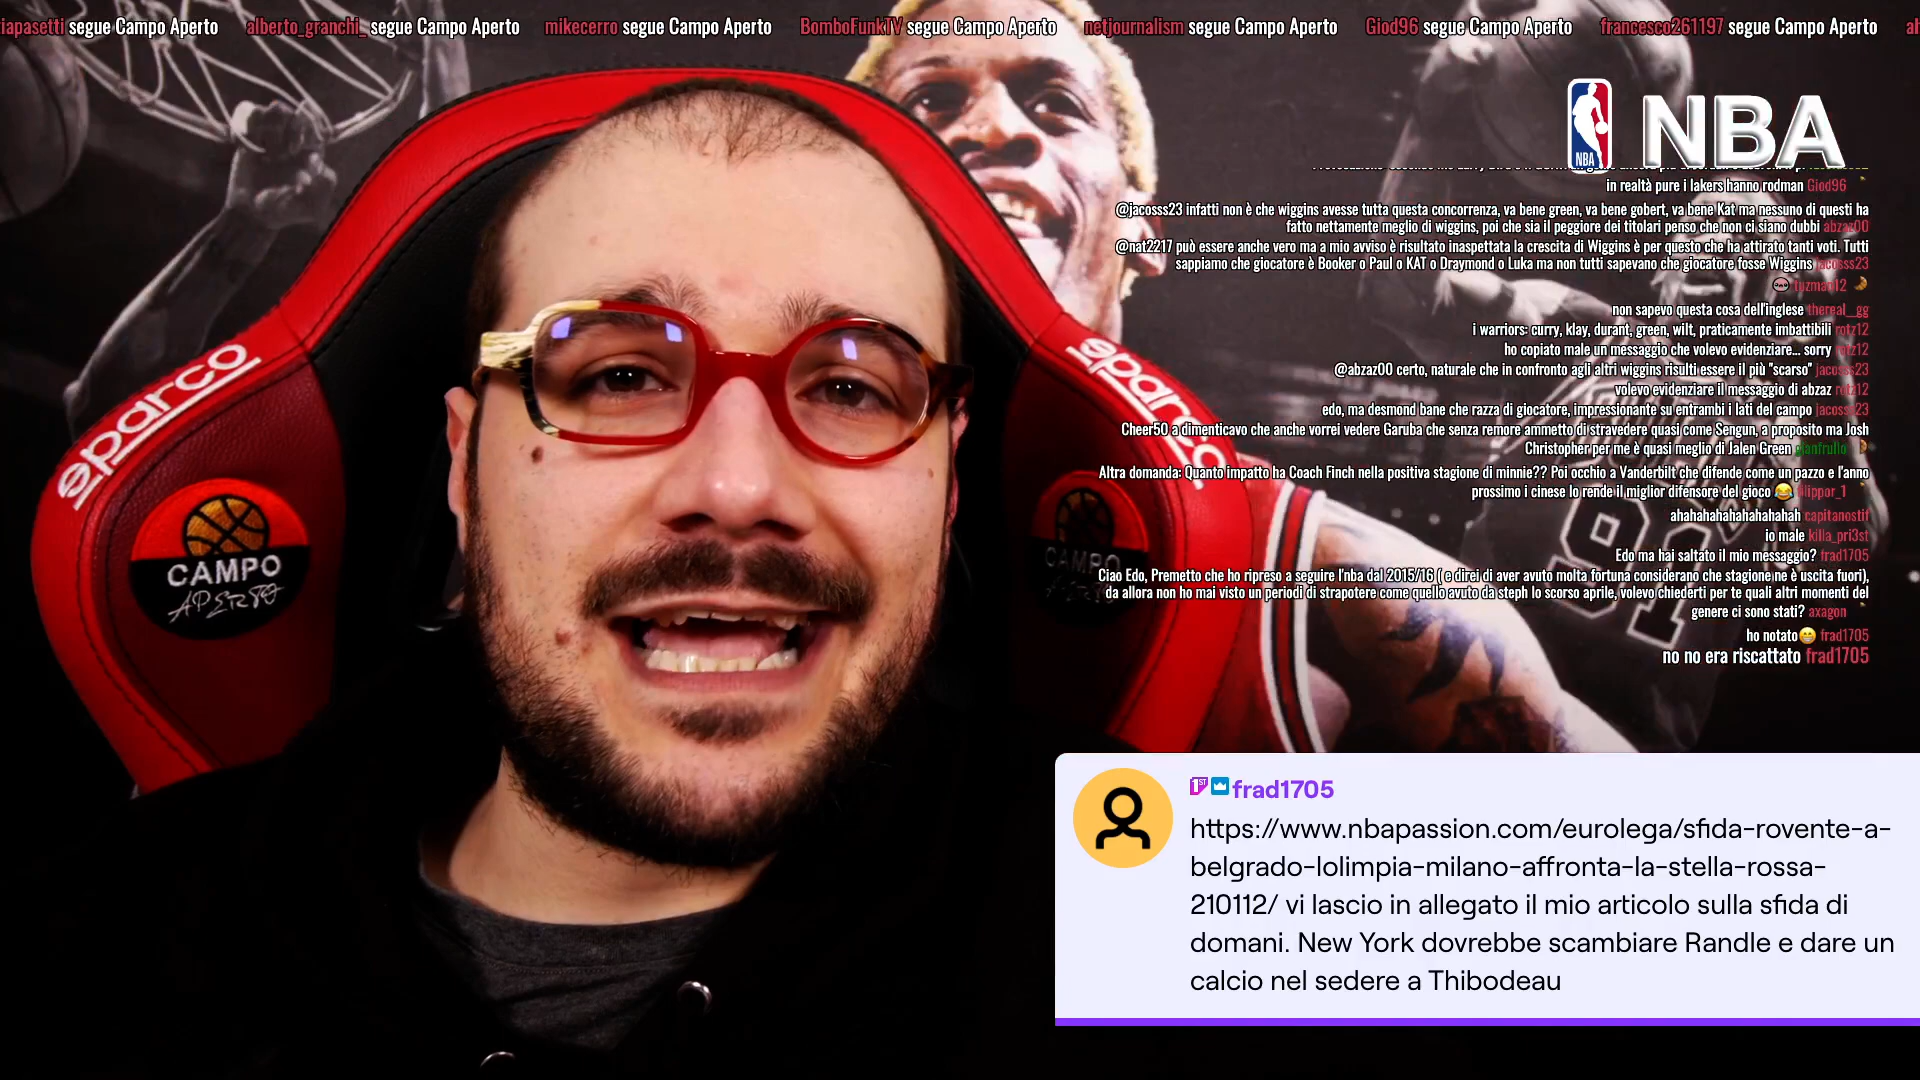 iapasetti segue Campo Aperto alberto_granchi_ segue Campo Aperto mikecerro segue Campo Aperto BomboFunkTV segue Campo Aperto netjournalism segue Campo Aperto Giod96 segue Campo Aperto francesco261197 segue Campo Aperto
NBA NBA
in realtà pure i lakers hanno rodman Giod96
@jacosss23 infatti non è che wiggins avesse tutta questa concorrenza, va bene green, va bene gobert, va bene Kat ma nessuno di questi ha
fatto nettamente meglio di wiggins, poi che sia il peggiore dei titolari penso che non ci siano dubbi abzaz00
@nat2217 può essere anche vero ma a mio avviso è risultato inaspettata la crescita di Wiggins è per questo che ha attirato tanti voti. Tutti
sappiamo che giocatore è Booker o Paul o KAT o Draymond o Luka ma non tutti sapevano che giocatore fosse Wiggins jacosss23
tuzman12
non sapevo questa cosa dell'inglese thereal_gg
i warriors: curry, klay, durant, green, wilt, praticamente imbattibili rotz12
ho copiato male un messaggio che volevo evidenziare... sorry rotz12
@abzaz00 certo, naturale che in confronto agli altri wiggins risulti essere il più "scarso" jacosss23
volevo evidenziare il messaggio di abzaz rotz12
edo, ma desmond bane che razza di giocatore, impressionante su entrambi i lati del campo jacosss23
Cheer50 a dimenticavo che anche vorrei vedere Garuba che senza remore ammetto di stravedere quasi come Sengun, a proposito ma Josh
Christopher per me è quasi meglio di Jalen Green gianfrullo
Altra domanda: Quanto impatto ha Coach Finch nella positiva stagione di minnie?? Poi occhio a Vanderbilt che difende come un pazzo e l'anno
prossimo i cinese lo rende il miglior difensore del gioco 😂 filippor_1
ahahahahahahahahahah capitanostif
io male killa_pri3st
Edo ma hai saltato il mio messaggio? frad1705
Ciao Edo, Premetto che ho ripreso a seguire l'nba dal 2015/16 ( e direi di aver avuto molta fortuna considerano che stagione ne è uscita fuori),
da allora non ho mai visto un periodi di strapotere come quello avuto da steph lo scorso aprile, volevo chiederti per te quali altri momenti del
genere ci sono stati? axagon
ho notato😁 frad1705
no no era riscattato frad1705
sparco
sparco
CAMPO
APERTO
CAMPO
91
1ST frad1705
https://www.nbapassion.com/eurolega/sfida-rovente-a-
belgrado-lolimpia-milano-affronta-la-stella-rossa-
210112/ vi lascio in allegato il mio articolo sulla sfida di
domani. New York dovrebbe scambiare Randle e dare un
calcio nel sedere a Thibodeau